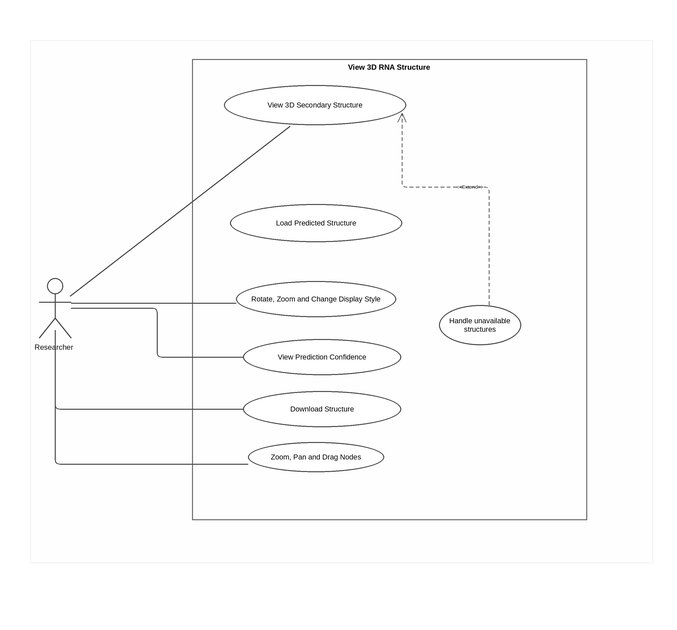 View 3D RNA Structure
View 3D Secondary Structure
<<Extend>>
Load Predicted Structure
Rotate, Zoom and Change Display Style
Handle unavailable
structures
Researcher
View Prediction Confidence
Download Structure
Zoom, Pan and Drag Nodes